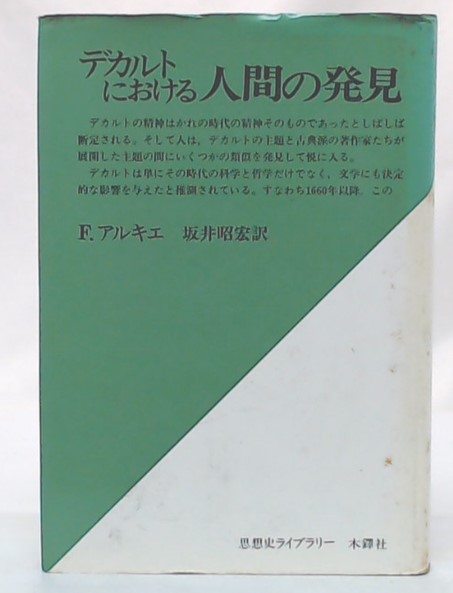 デカルト
における 人間の発見
デカルトの精神はかれの時代の精神そのものであったとしばしば
断定される。そして人は、デカルトの主題と古典派の著作家たちが
展開した主題の間にいくつかの類似を発見して悦に入る。
デカルトは単にその時代の科学と哲学だけでなく、文学にも決定
的な影響を与えたと推測されている。すなわち1660年以降、この
F.アルキエ 坂井昭宏訳
思想史ライブラリー 木鐸社